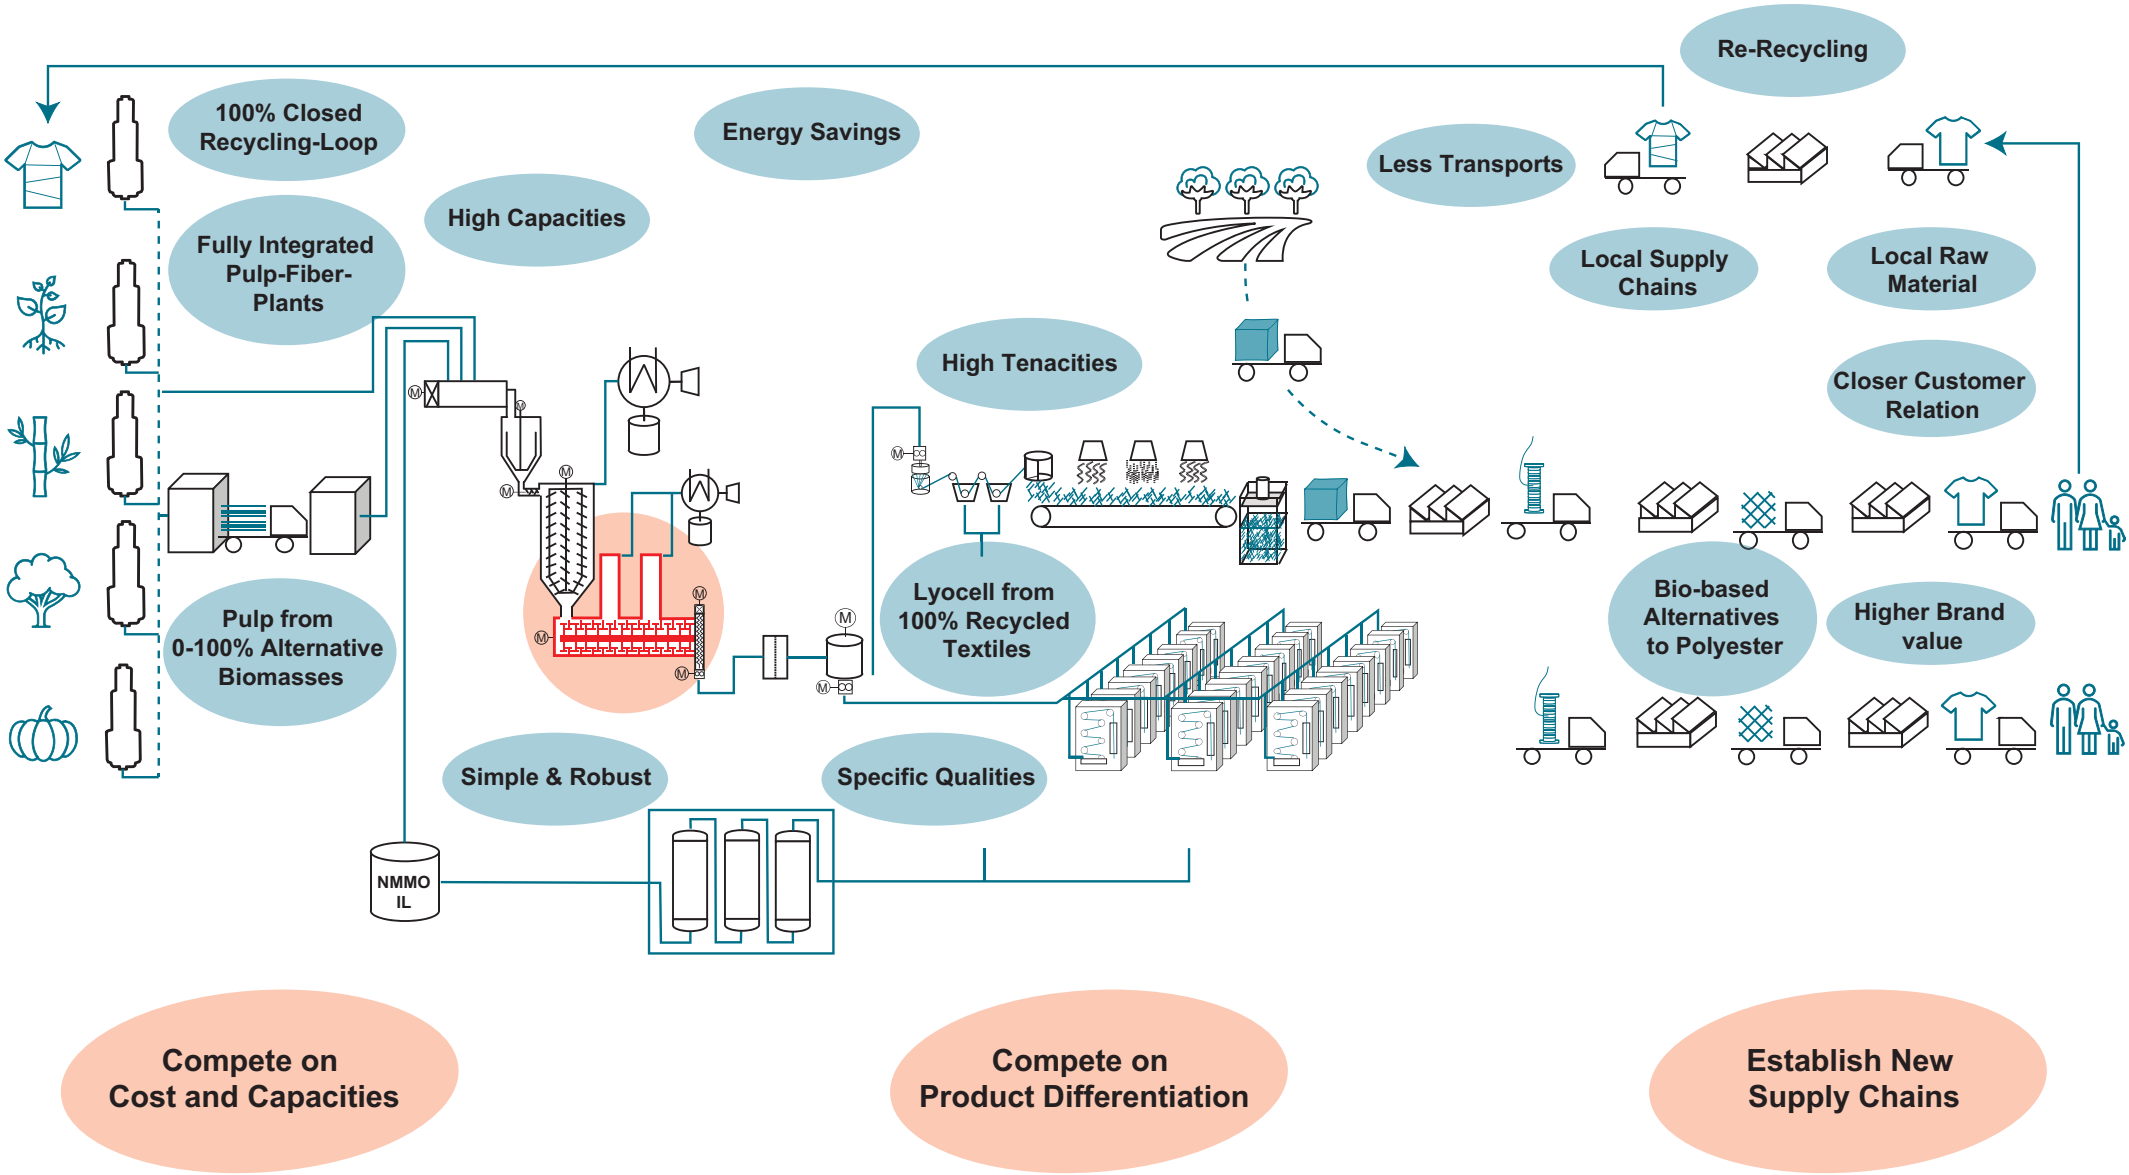 Re-Recycling
100% Closed
Recycling-Loop
Energy Savings
Less Transports
High Capacities
Fully Integrated
Pulp-Fiber-
Plants
Local Supply
Chains
Local Raw
Material
High Tenacities
Closer Customer
Relation
M
M
M
M
M
M
M
M
M
M
M
Pulp from
0-100% Alternative
Biomasses
Lyocell from
100% Recycled
Textiles
Bio-based
Alternatives
to Polyester
Higher Brand
value
Simple & Robust
Specific Qualities
NMMO
IL
Compete on
Cost and Capacities
Compete on
Product Differentiation
Establish New
Supply Chains